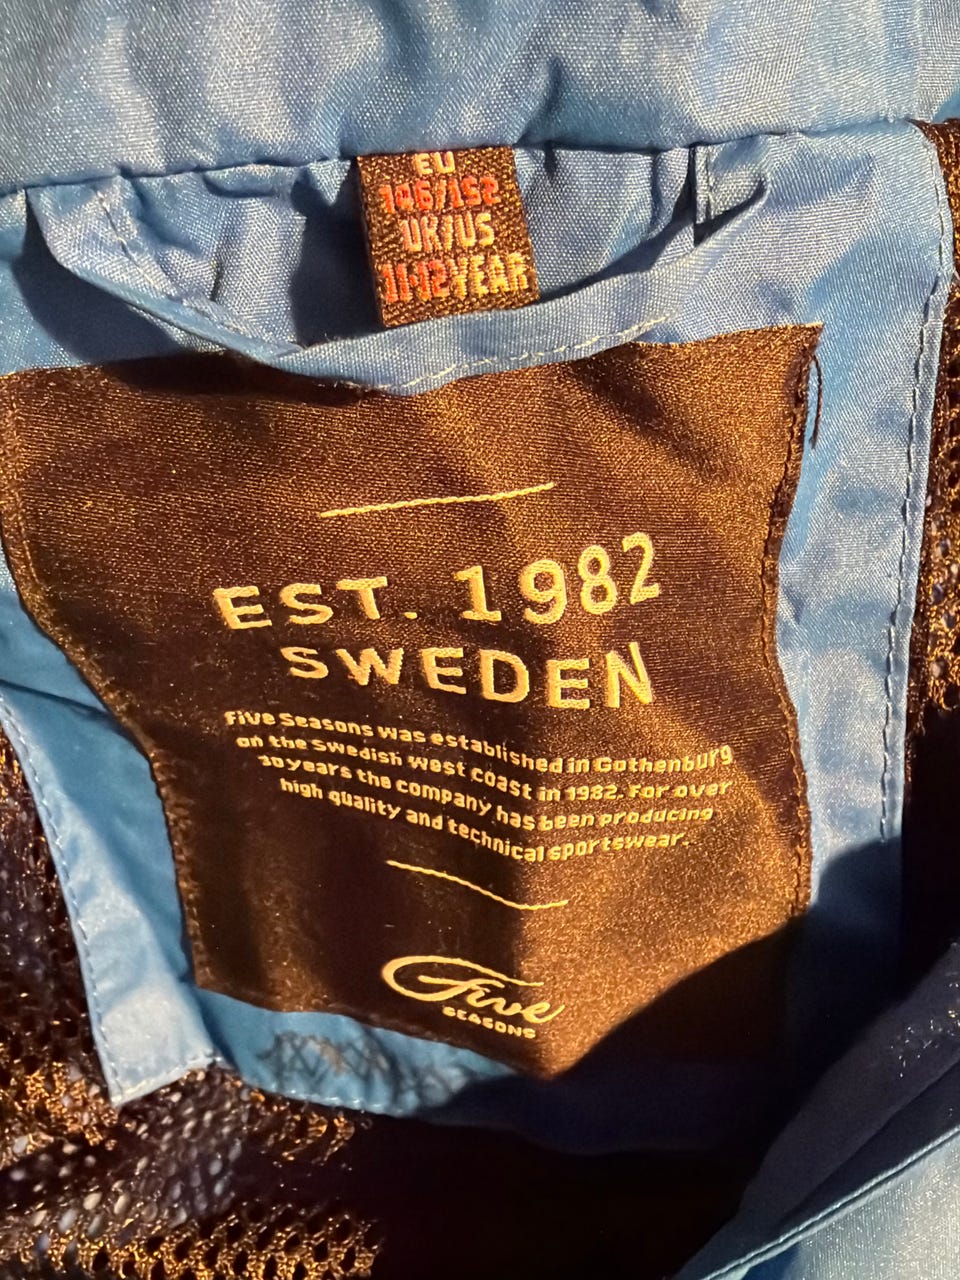 EU
146/152
UK/US
11-12YEAR
EST. 1982
SWEDEN
Five Seasons was established in Gothenburg
on the Swedish West coast in 1982. For over
30 years the company has been producing
high quality and technical sportswear.
Five
SEASONS